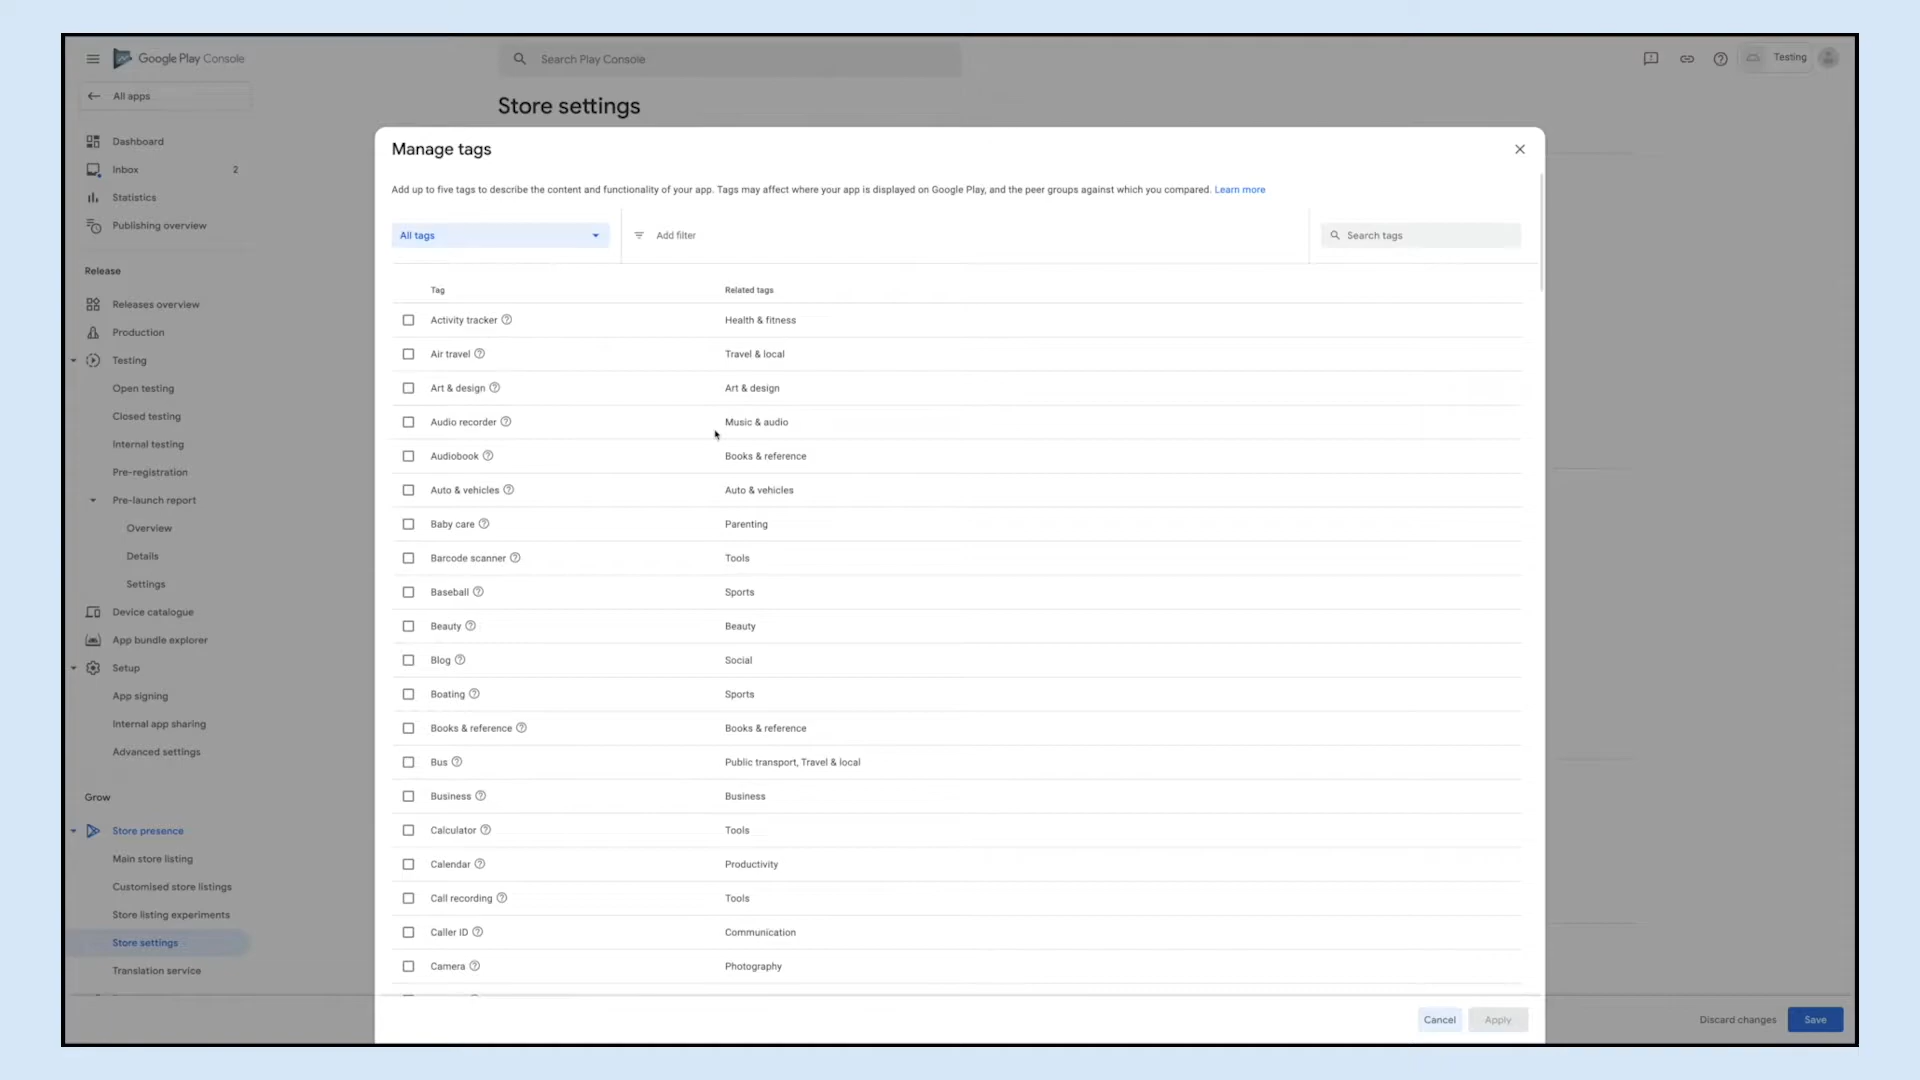 Google Play Console
Search Play Console
Testing
All apps
Store settings
Dashboard
Inbox 2
Statistics
Publishing overview
Release
Releases overview
Production
Testing
Open testing
Closed testing
Internal testing
Pre-registration
Pre-launch report
Overview
Details
Settings
Device catalogue
App bundle explorer
Setup
App signing
Internal app sharing
Advanced settings
Grow
Store presence
Main store listing
Customised store listings
Store listing experiments
Store settings
Translation service
Manage tags
Add up to five tags to describe the content and functionality of your app. Tags may affect where your app is displayed on Google Play, and the peer groups against which you compared. Learn more
All tags Add filter Search tags
Tag Related tags
Activity tracker Health & fitness
Air travel Travel & local
Art & design Art & design
Audio recorder Music & audio
Audiobook Books & reference
Auto & vehicles Auto & vehicles
Baby care Parenting
Barcode scanner Tools
Baseball Sports
Beauty Beauty
Blog Social
Boating Sports
Books & reference Books & reference
Bus Public transport, Travel & local
Business Business
Calculator Tools
Calendar Productivity
Call recording Tools
Caller ID Communication
Camera Photography
Cancel Apply
Discard changes Save